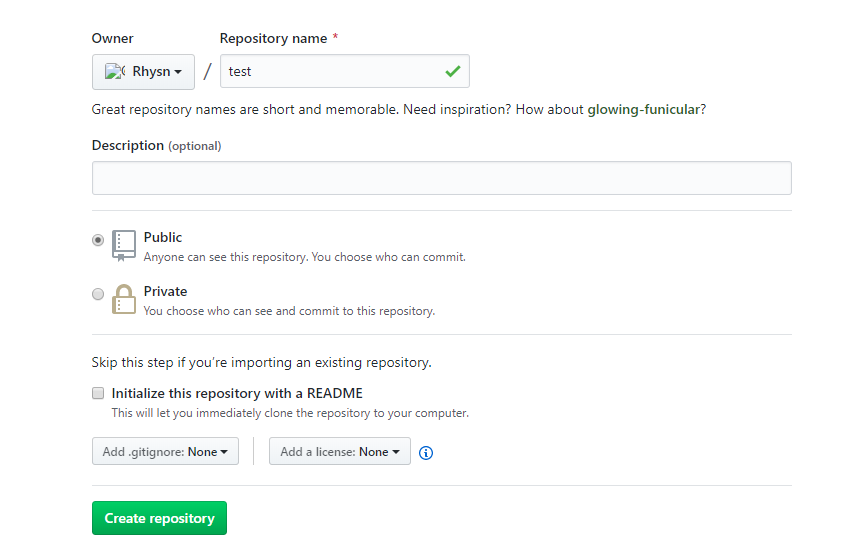 Owner Repository name *
Rhysn / test
Great repository names are short and memorable. Need inspiration? How about glowing-funicular?
Description (optional)
Public
Anyone can see this repository. You choose who can commit.
Private
You choose who can see and commit to this repository.
Skip this step if you’re importing an existing repository.
Initialize this repository with a README
This will let you immediately clone the repository to your computer.
Add .gitignore: None Add a license: None
Create repository